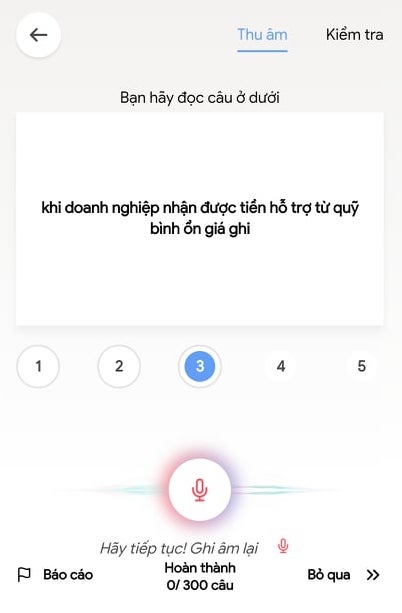 Thu âm Kiểm tra
Bạn hãy đọc câu ở dưới
khi doanh nghiệp nhận được tiền hỗ trợ từ quỹ
bình ổn giá ghi
1 2 3 4 5
Hãy tiếp tục! Ghi âm lại
Báo cáo
Hoàn thành
0/ 300 câu
Bỏ qua